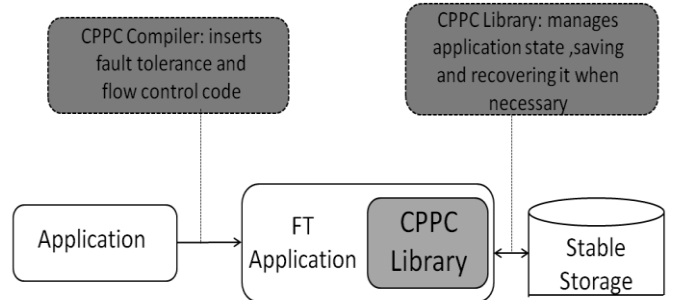 CPPC Compiler: inserts
fault tolerance and
flow control code
CPPC Library: manages
application state ,saving
and recovering it when
necessary
Application
FT
Application
CPPC
Library
Stable
Storage